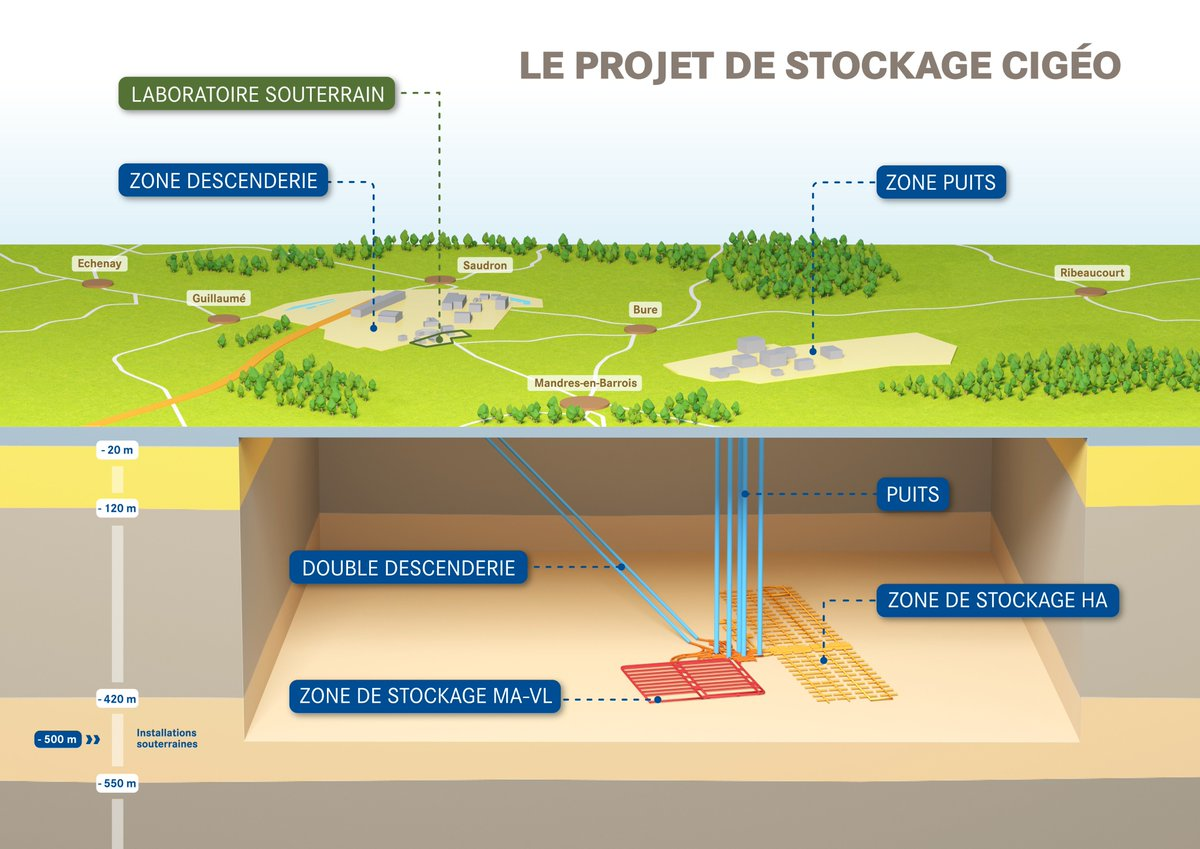 LE PROJET DE STOCKAGE CIGÉO
LABORATOIRE SOUTERRAIN
ZONE DESCENDERIE
ZONE PUITS
Echenay
Saudron
Ribeaucourt
Guillaumé
Bure
Mandres-en-Barrois
- 20 m
- 120 m
PUITS
DOUBLE DESCENDERIE
ZONE DE STOCKAGE HA
ZONE DE STOCKAGE MA-VL
- 420 m
- 500 m
Installations
souterraines
- 550 m